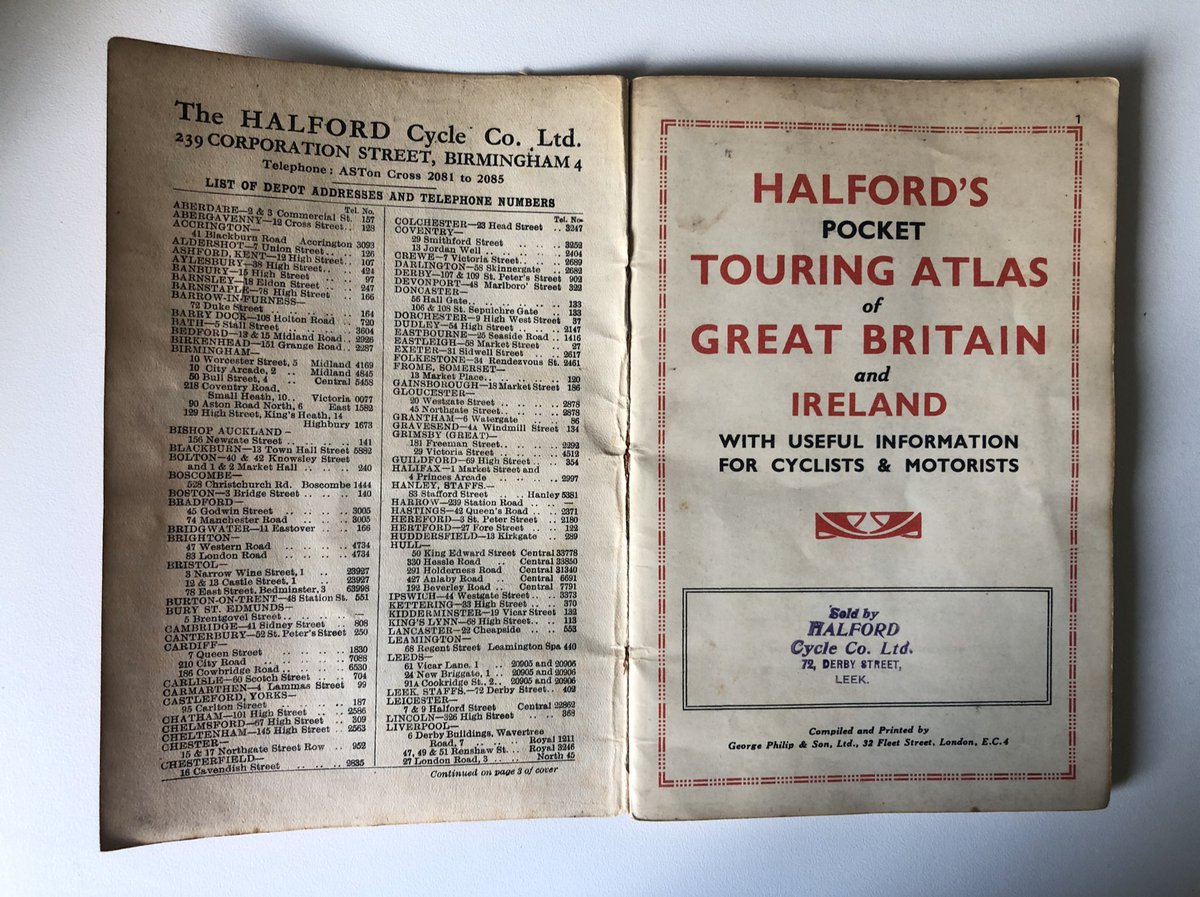 The HALFORD Cycle Co. Ltd.
239 CORPORATION STREET, BIRMINGHAM 4
Telephone: ASTon Cross 2081 to 2085
LIST OF DEPOT ADDRESSES AND TELEPHONE NUMBERS
Tel. No.
ABERDARE—2 & 3 Commercial St. 157
ABERGAVENNY—12 Cross Street.. 128
ACCRINGTON—
41 Blackburn Road Accrington 3093
ALDERSHOT—7 Union Street.. .. 126
ASHFORD, KENT—12 High Street.. 107
AYLESBURY—38 High Street.. .. 424
BANBURY—15 High Street .. 97
BARNSLEY—18 Eldon Street .. 247
BARNSTAPLE—78 High Street .. 166
BARROW-IN-FURNESS—
72 Duke Street .. .. 164
BARRY DOCK—108 Holton Road .. 720
BATH—5 Stall Street .. .. 3604
BEDFORD—13 & 15 Midland Road.. 2926
BIRKENHEAD—151 Grange Road.. 2287
BIRMINGHAM—
10 Worcester Street, 5 Midland 4169
10 City Arcade, 2 .. Midland 4845
50 Bull Street, 4 .. Central 5458
218 Coventry Road,
Small Heath, 10.. Victoria 0077
90 Aston Road North, 6 East 1582
129 High Street, King's Heath, 14
Highbury 1673
BISHOP AUCKLAND—
156 Newgate Street .. .. 141
BLACKBURN—13 Town Hall Street 5882
BOLTON—40 & 42 Knowsley Street
and 1 & 2 Market Hall .. .. 240
BOSCOMBE—
528 Christchurch Rd. Boscombe 1444
BOSTON—3 Bridge Street .. .. 140
BRADFORD—
45 Godwin Street .. .. 3005
74 Manchester Road .. .. 3005
BRIDGWATER—11 Eastover .. 166
BRIGHTON—
47 Western Road .. .. .. 4734
83 London Road .. .. .. 4734
BRISTOL—
3 Narrow Wine Street, 1 .. 23927
12 & 13 Castle Street, 1 .. 23927
78 East Street, Bedminster, 3 63998
BURTON-ON-TRENT—48 Station St. 551
BURY ST. EDMUNDS—
5 Brentgovel Street .. .. —
CAMBRIDGE—41 Sidney Street .. 808
CANTERBURY—52 St. Peter's Street 250
CARDIFF—
7 Queen Street .. .. .. 1830
210 City Road .. .. .. 7088
186 Cowbridge Road .. .. 6530
CARLISLE—60 Scotch Street .. 704
CARMARTHEN—4 Lammas Street 99
CASTLEFORD, YORKS—
95 Carlton Street .. .. 187
CHATHAM—101 High Street .. .. 2586
CHELMSFORD—67 High Street .. 309
CHELTENHAM—145 High Street .. 2563
CHESTER—
15 & 17 Northgate Street Row .. 952
CHESTERFIELD—
16 Cavendish Street .. .. 2835
Tel. No.
COLCHESTER—23 Head Street .. 3247
COVENTRY—
29 Smithford Street .. .. 3252
13 Jordan Well .. .. .. 2404
CREWE—7 Victoria Street.. .. 2689
DARLINGTON—58 Skinnergate .. 2682
DERBY—107 & 109 St. Peter's Street 902
DEVONPORT—48 Marlboro' Street 322
DONCASTER—
56 Hall Gate.. .. .. .. 133
106 & 108 St. Sepulchre Gate .. 133
DORCHESTER—9 High West Street 37
DUDLEY—54 High Street .. .. 2147
EASTBOURNE—25 Seaside Road .. 1416
EASTLEIGH—58 Market Street .. 27
EXETER—31 Sidwell Street .. 2617
FOLKESTONE—34 Rendezvous St. 2461
FROME, SOMERSET—
13 Market Place.. .. .. 120
GAINSBOROUGH—18 Market Street 186
GLOUCESTER—
20 Westgate Street .. .. 2878
45 Northgate Street.. .. .. 2878
GRANTHAM—6 Watergate .. .. 86
GRAVESEND—4A Windmill Street 134
GRIMSBY (GREAT)—
181 Freeman Street.. .. .. 2292
29 Victoria Street .. .. .. 4512
GUILDFORD—69 High Street .. 354
HALIFAX—1 Market Street and
4 Princes Arcade .. .. .. 2997
HANLEY, STAFFS.—
83 Stafford Street .. Hanley 5381
HARROW—239 Station Road .. .. —
HASTINGS—42 Queen's Road .. 2371
HEREFORD—3 St. Peter Street .. 2180
HERTFORD—27 Fore Street .. 122
HUDDERSFIELD—13 Kirkgate .. 289
HULL—
50 King Edward Street Central 33778
330 Hessle Road .. Central 33850
291 Holderness Road Central 31340
427 Anlaby Road .. Central 6691
192 Beverley Road .. Central 7791
IPSWICH—44 Westgate Street .. 3373
KETTERING—33 High Street .. 370
KIDDERMINSTER—19 Vicar Street 132
KING'S LYNN—68 High Street.. .. 113
LANCASTER—22 Cheapside .. 553
LEAMINGTON—
68 Regent Street Leamington Spa 440
LEEDS—
61 Vicar Lane, 1 .. 20905 and 20906
24 New Briggate, 1 .. 20905 and 20906
91A Cookridge St., 2.. 20905 and 20906
LEEK, STAFFS.—72 Derby Street.. 402
LEICESTER—
7 & 9 Halford Street Central 22862
LINCOLN—326 High Street .. .. 368
LIVERPOOL—
6 Derby Buildings, Wavertree
Road, 7 .. .. .. Royal 1211
47, 49 & 51 Renshaw St. .. Royal 3246
27 London Road, 3 .. .. North 45
Continued on page 3 of cover
1
HALFORD'S
POCKET
TOURING ATLAS
of
GREAT BRITAIN
and
IRELAND
WITH USEFUL INFORMATION
FOR CYCLISTS & MOTORISTS
Sold by
HALFORD
Cycle Co. Ltd.
72, DERBY STREET,
LEEK.
Compiled and Printed by
George Philip & Son, Ltd., 32 Fleet Street, London, E.C.4